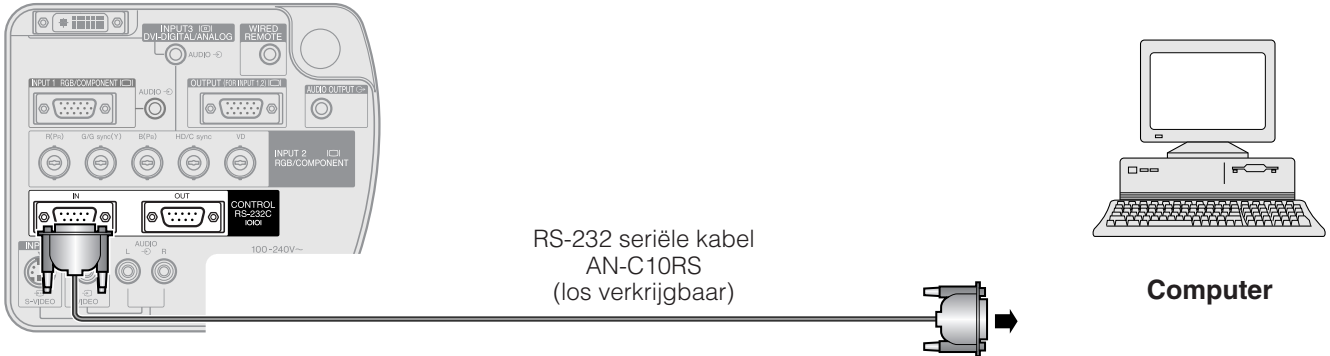 INPUT3
DVI-DIGITAL/ANALOG
WIRED
REMOTE
AUDIO
INPUT 1 RGB/COMPONENT
AUDIO
OUTPUT (FOR INPUT 1,2)
AUDIO OUTPUT
R(PR) G/G sync(Y) B(PB) HD/C sync VD
INPUT 2
RGB/COMPONENT
IN OUT
CONTROL
RS-232C
AUDIO
L R
100-240V~
S-VIDEO
RS-232 seriële kabel
AN-C10RS
(los verkrijgbaar)
Computer